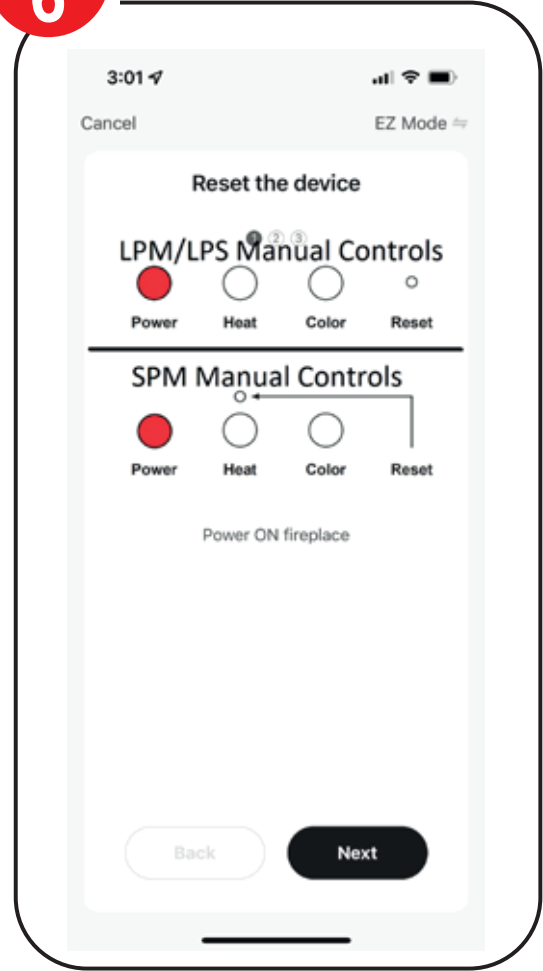 6
3:01
Cancel EZ Mode
Reset the device
1 2 3
LPM/LPS Manual Controls
Power Heat Color Reset
SPM Manual Controls
Power Heat Color Reset
Power ON fireplace
Back Next